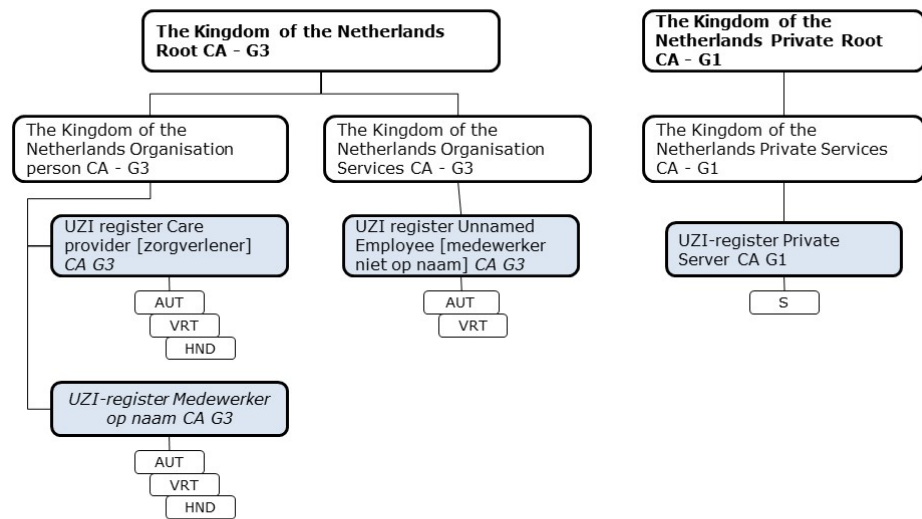 The Kingdom of the Netherlands
Root CA - G3
The Kingdom of the
Netherlands Private Root
CA - G1
The Kingdom of the
Netherlands Organisation
person CA - G3
The Kingdom of the
Netherlands Organisation
Services CA - G3
The Kingdom of the
Netherlands Private Services
CA - G1
UZI register Care
provider [zorgverlener]
CA G3
UZI register Unnamed
Employee [medewerker
niet op naam] CA G3
UZI-register Private
Server CA G1
AUT
VRT
HND
AUT
VRT
S
UZI-register Medewerker
op naam CA G3
AUT
VRT
HND